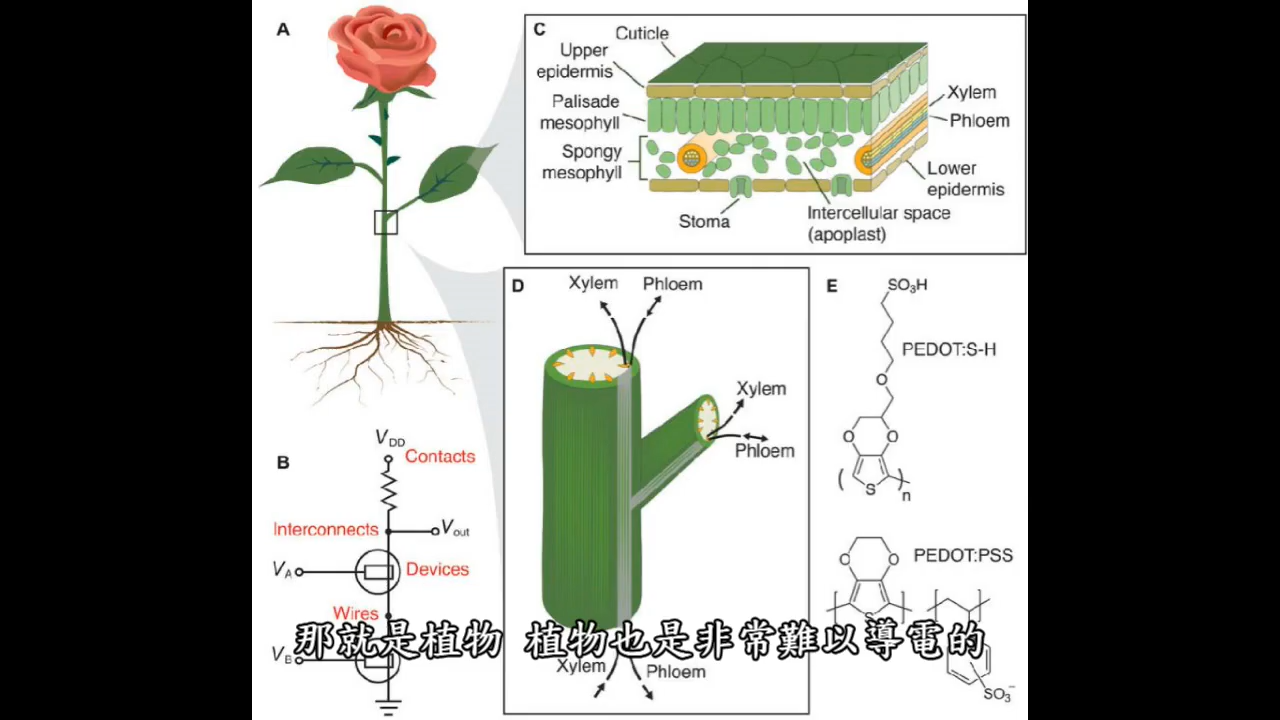 A
C
Cuticle
Upper
epidermis
Palisade
mesophyll
Spongy
mesophyll
Stoma
Xylem
Phloem
Lower
epidermis
Intercellular space
(apoplast)
B
VDD
Contacts
Interconnects
Vout
VA
Devices
Wires
VB
D
Xylem
Phloem
Xylem
Phloem
Xylem
Phloem
E
SO₃H
PEDOT:S-H
O
O
O
S
n
PEDOT:PSS
O
O
S
SO₃⁻
那就是植物 植物也是非常難以導電的